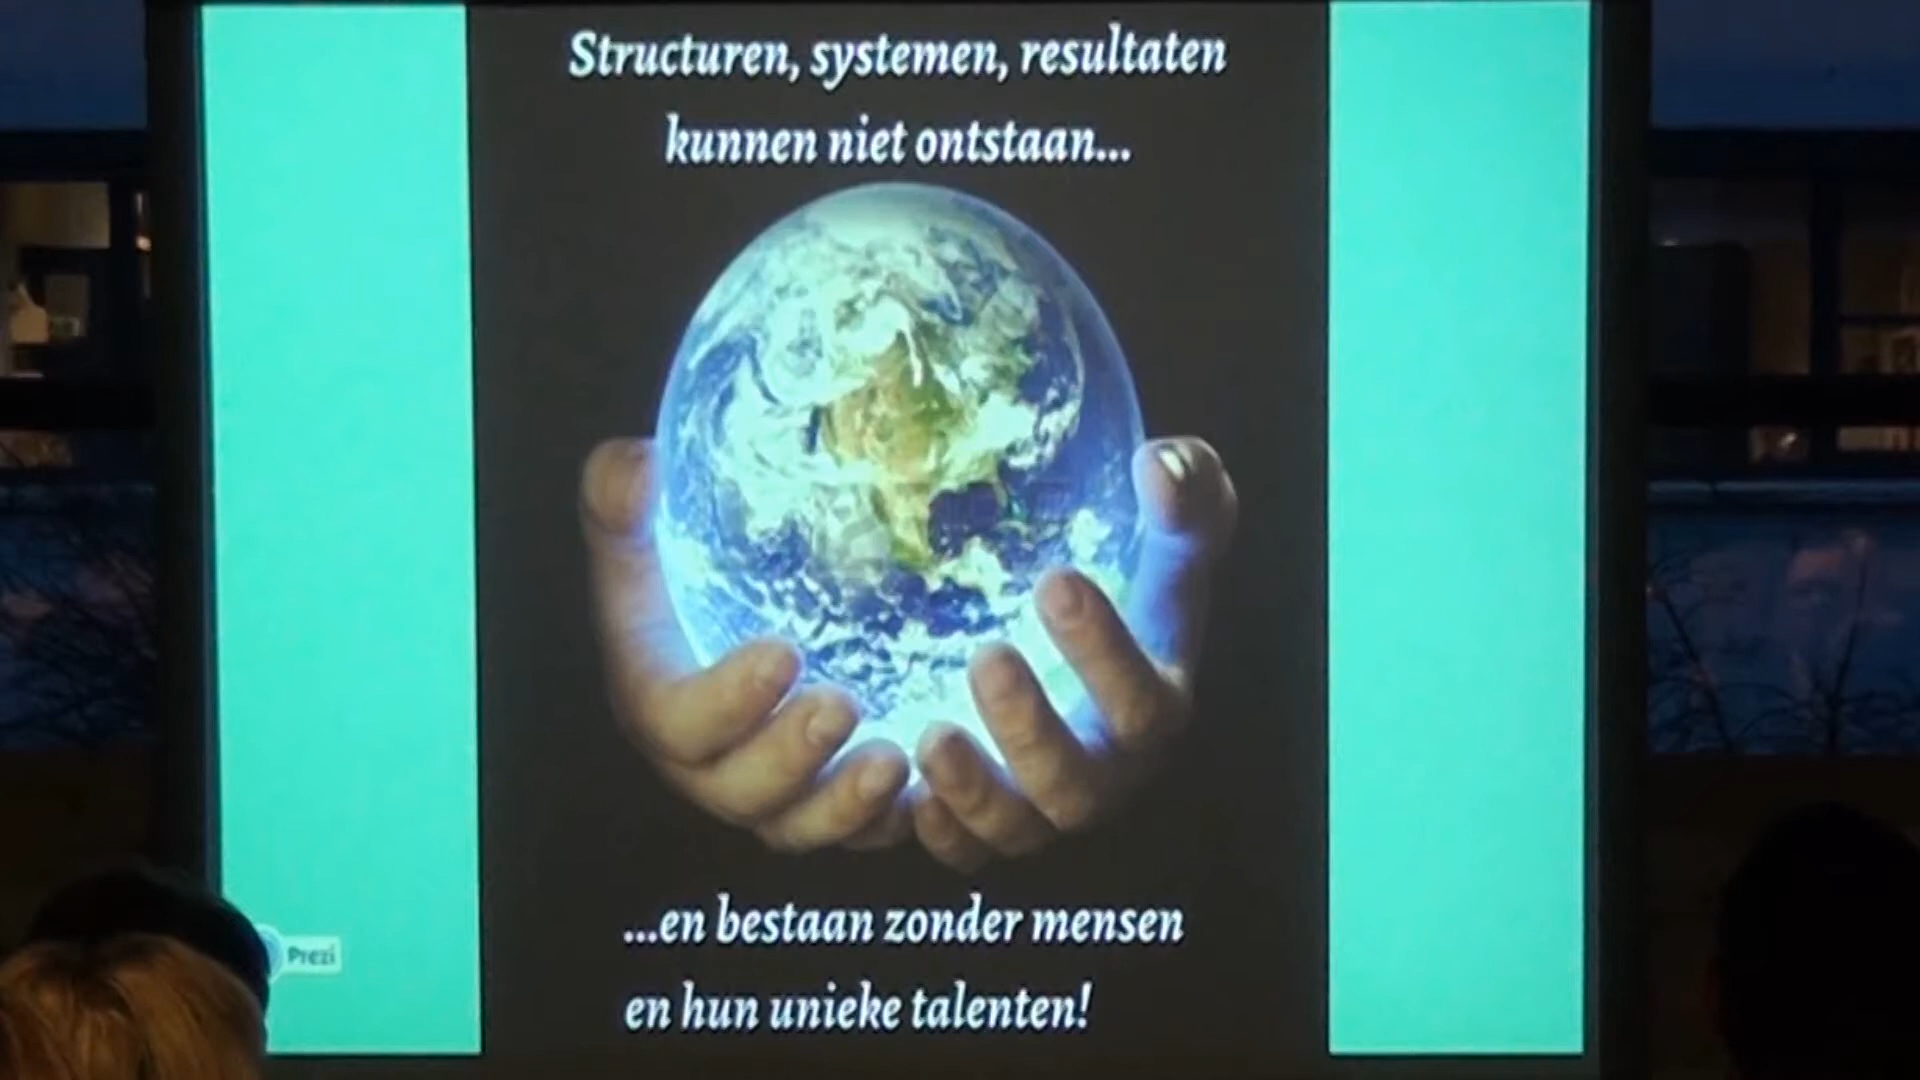 Structuren, systemen, resultaten
kunnen niet ontstaan...
...en bestaan zonder mensen
en hun unieke talenten!
Prezi